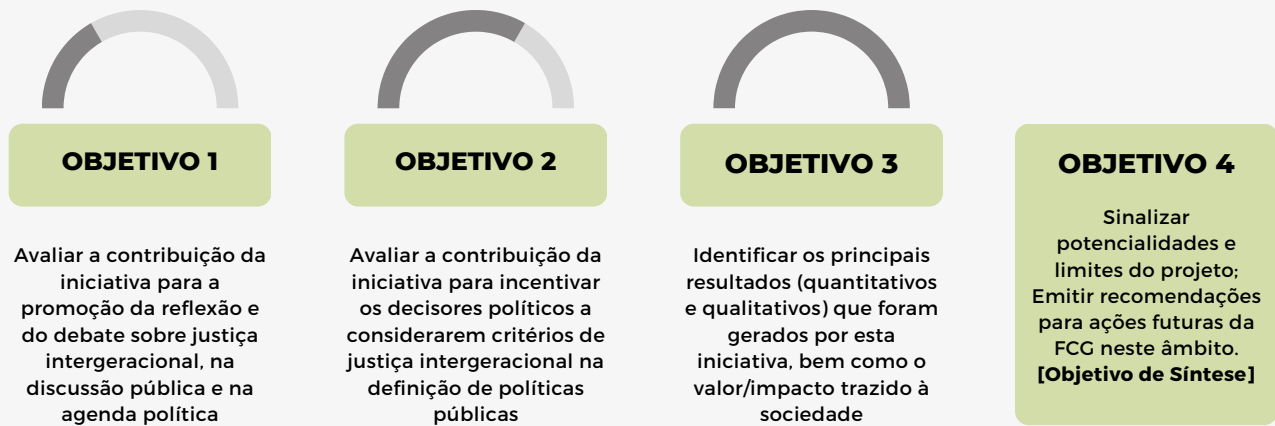 OBJETIVO 1
Avaliar a contribuição da
iniciativa para a
promoção da reflexão e
do debate sobre justiça
intergeracional, na
discussão pública e na
agenda política
OBJETIVO 2
Avaliar a contribuição da
iniciativa para incentivar
os decisores políticos a
considerarem critérios de
justiça intergeracional na
definição de políticas
públicas
OBJETIVO 3
Identificar os principais
resultados (quantitativos
e qualitativos) que foram
gerados por esta
iniciativa, bem como o
valor/impacto trazido à
sociedade
OBJETIVO 4
Sinalizar
potencialidades e
limites do projeto;
Emitir recomendações
para ações futuras da
FCG neste âmbito.
[Objetivo de Síntese]